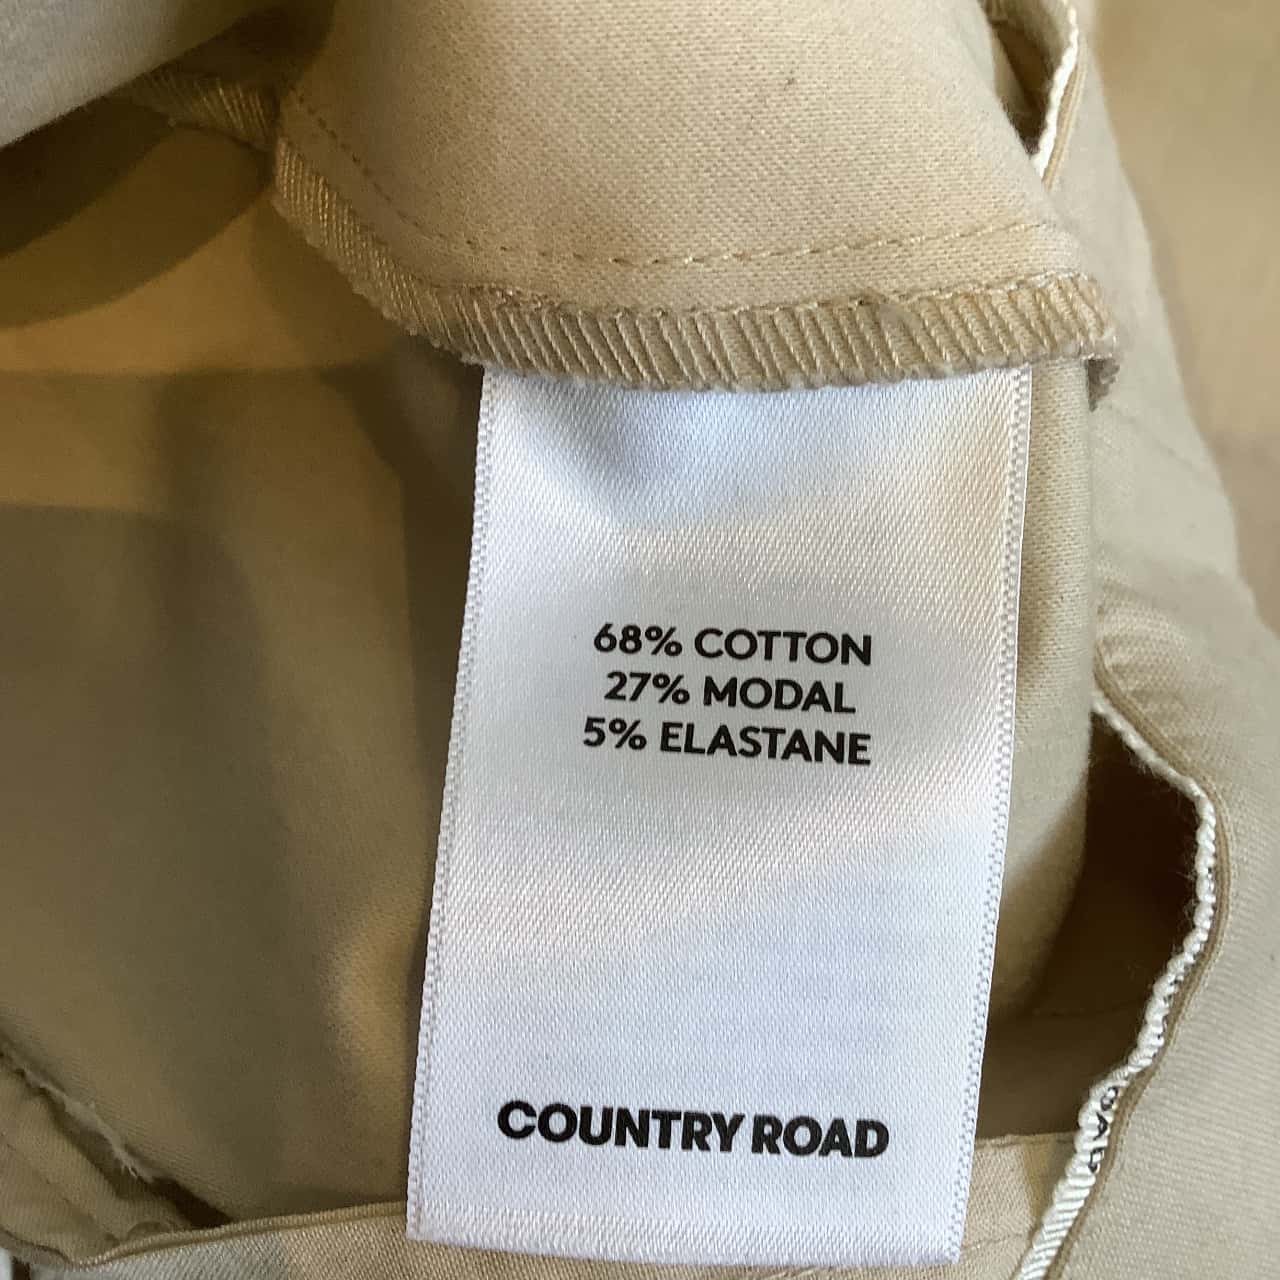 68% COTTON
27% MODAL
5% ELASTANE
COUNTRY ROAD